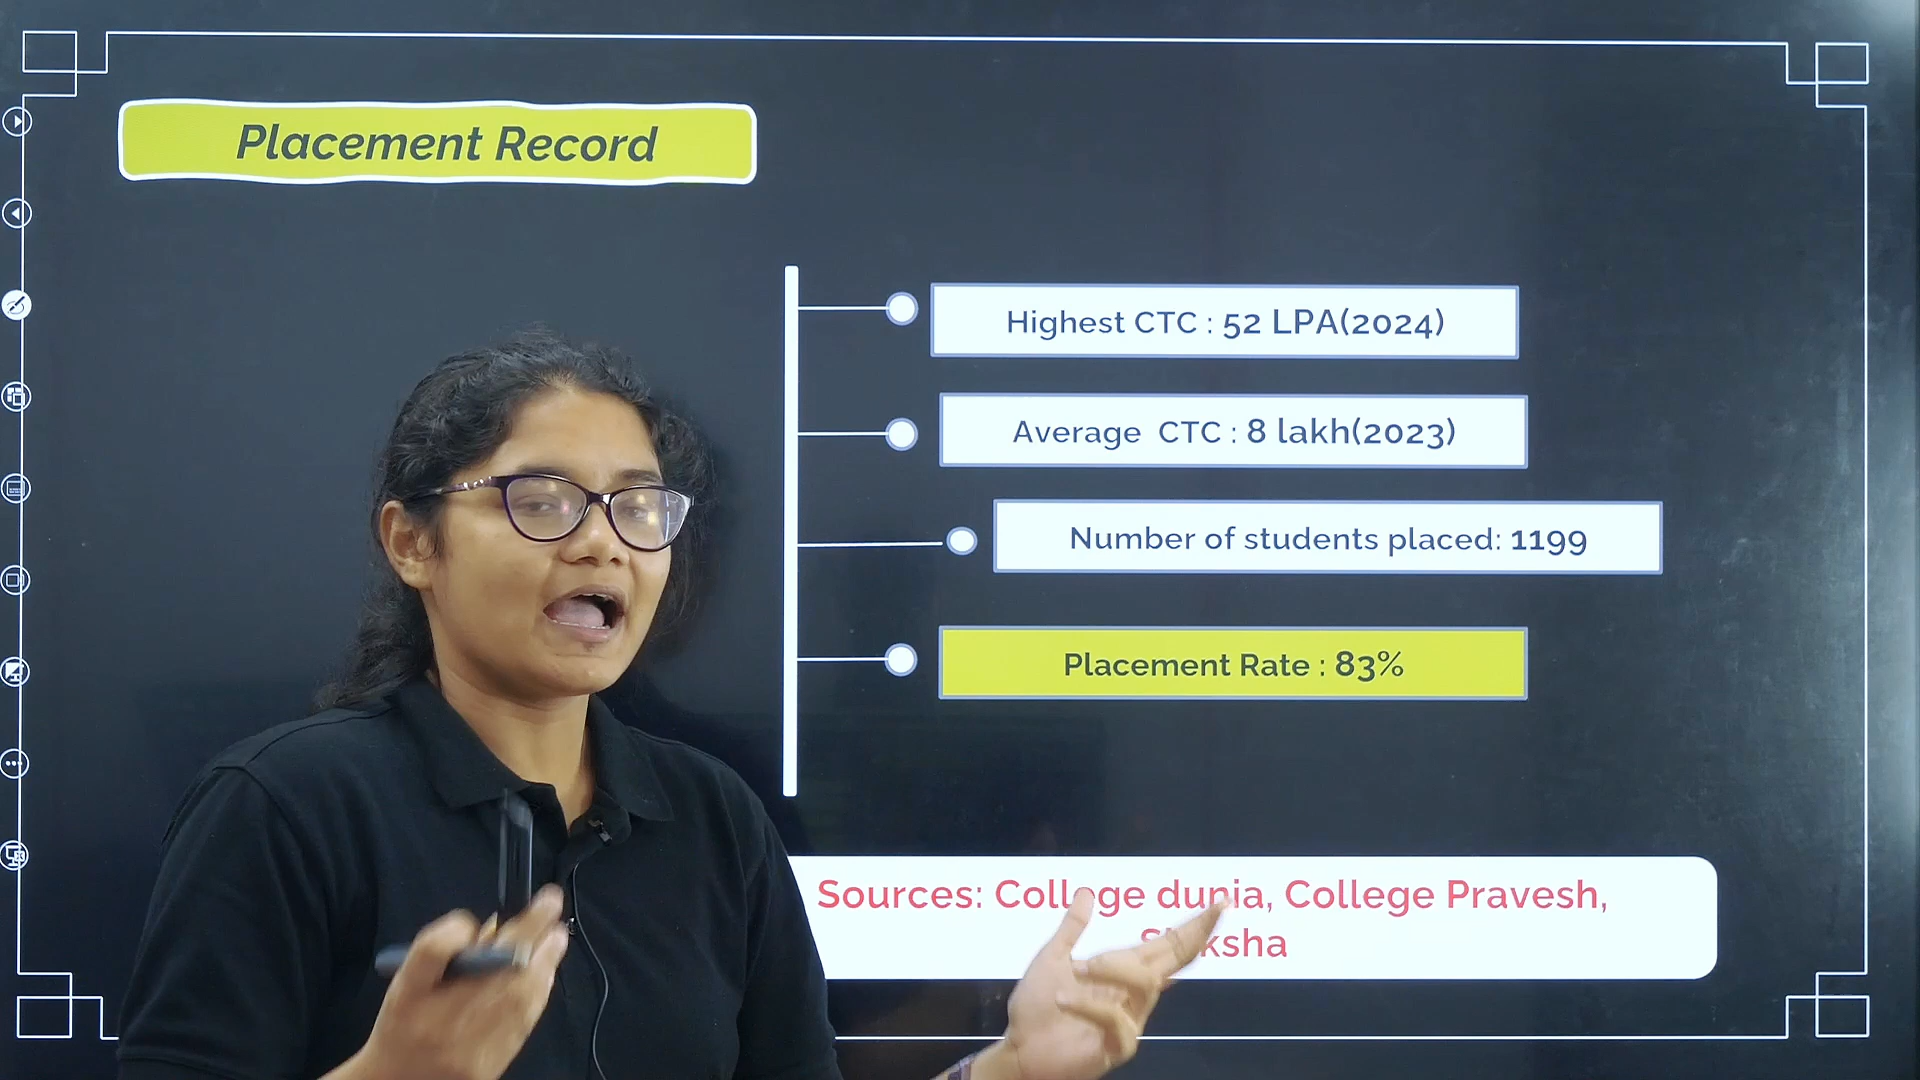 Placement Record
Highest CTC : 52 LPA(2024)
Average CTC : 8 lakh(2023)
Number of students placed: 1199
Placement Rate : 83%
Sources: College dunia, College Pravesh,